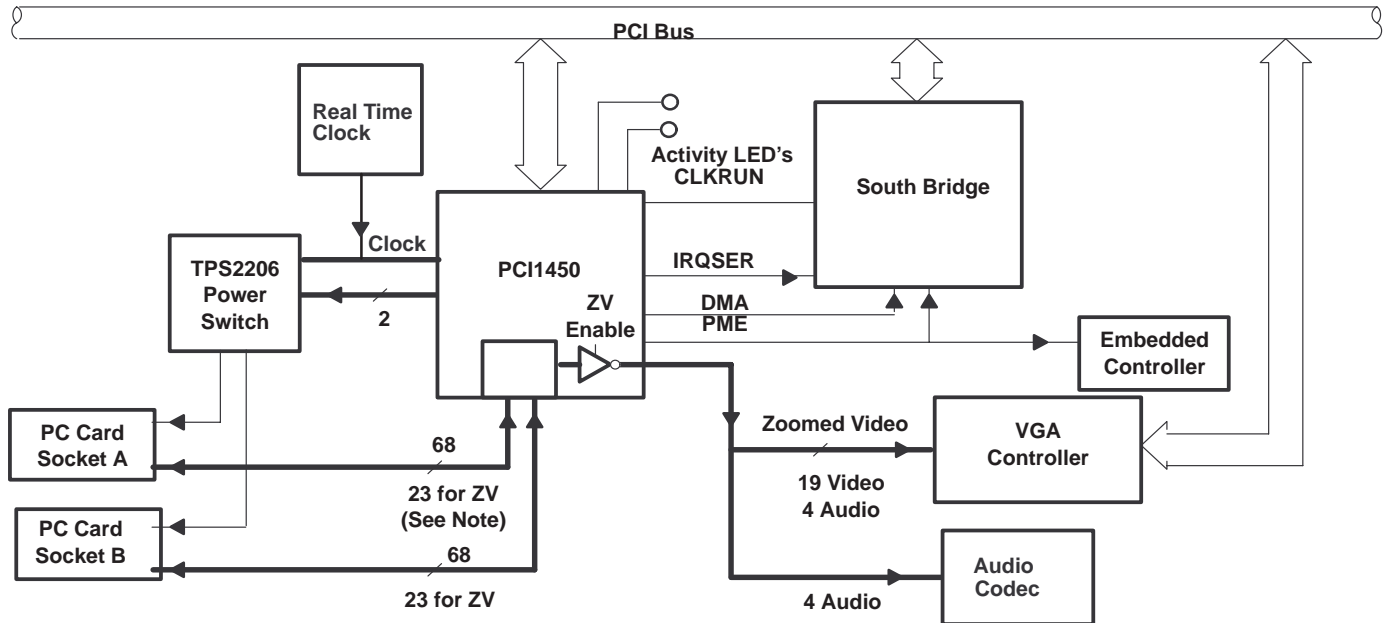 PCI Bus
Real Time
Clock
Activity LED's
CLKRUN
South Bridge
Clock
TPS2206
Power
Switch
PCI1450
IRQSER
2
ZV
Enable
DMA
PME
Embedded
Controller
PC Card
Socket A
68
23 for ZV
(See Note)
Zoomed Video
19 Video
4 Audio
VGA
Controller
PC Card
Socket B
68
23 for ZV
4 Audio
Audio
Codec